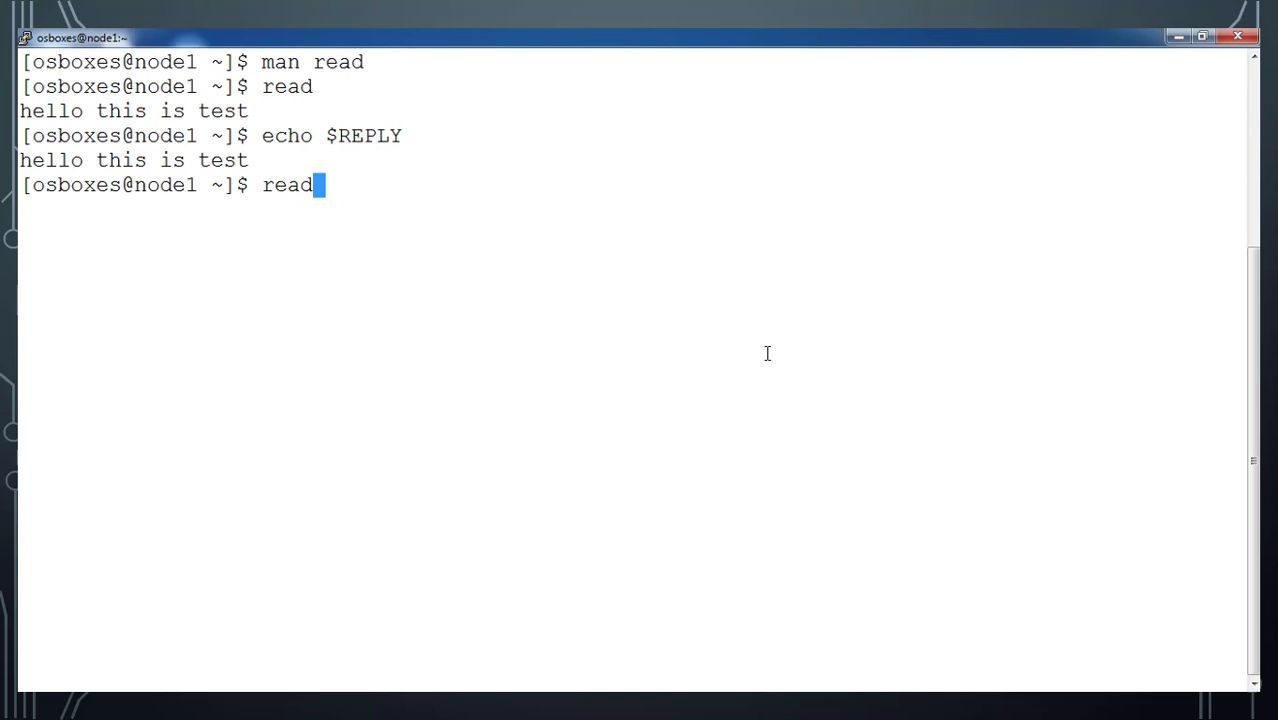 osboxes@node1:~
[osboxes@node1 ~]$ man read
[osboxes@node1 ~]$ read
hello this is test
[osboxes@node1 ~]$ echo $REPLY
hello this is test
[osboxes@node1 ~]$ read